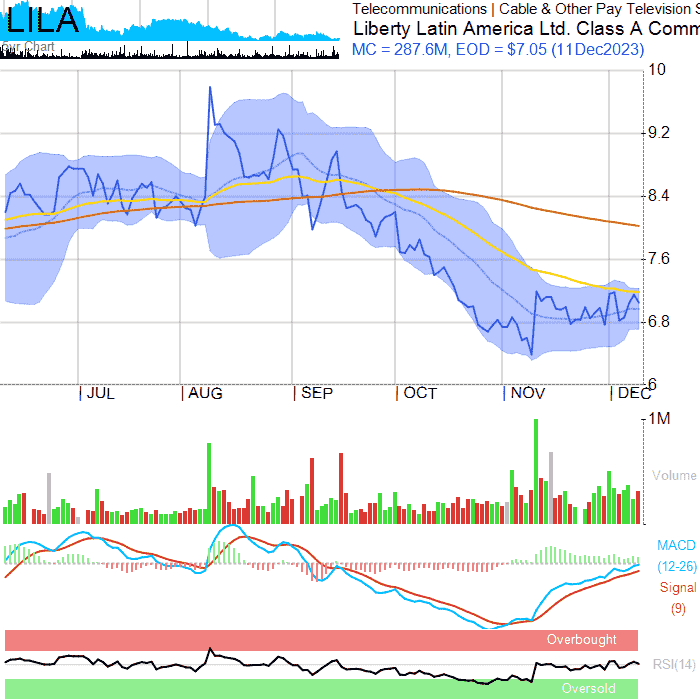 LILA
Our Chart
Telecommunications | Cable & Other Pay Television S
Liberty Latin America Ltd. Class A Comm
MC = 287.6M, EOD = $7.05 (11Dec2023)
10
9.2
8.4
7.6
6.8
6
JUL AUG SEP OCT NOV DEC
1M
Volume
MACD
(12-26)
Signal
(9)
Overbought
RSI(14)
Oversold